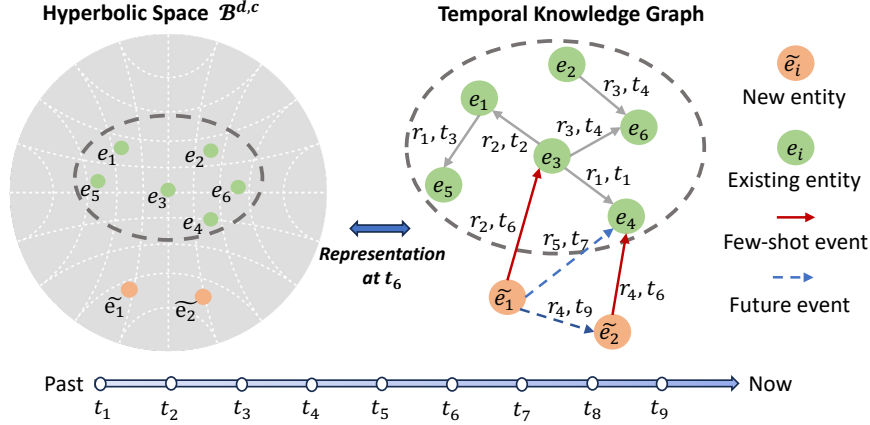 Hyperbolic Space 𝓑^{d,c}
e₁
e₂
e₅
e₃
e₆
e₄
ẽ₁
ẽ₂
Representation
at t₆
Temporal Knowledge Graph
e₂
r₃, t₄
e₁
e₆
r₁, t₃
r₂, t₂
r₃, t₄
e₃
r₁, t₁
e₅
e₄
r₂, t₆
r₅, t₇
ẽ₁
r₄, t₉
r₄, t₆
ẽ₂
ẽᵢ
New entity
eᵢ
Existing entity
Few-shot event
Future event
Past
Now
t₁ t₂ t₃ t₄ t₅ t₆ t₇ t₈ t₉